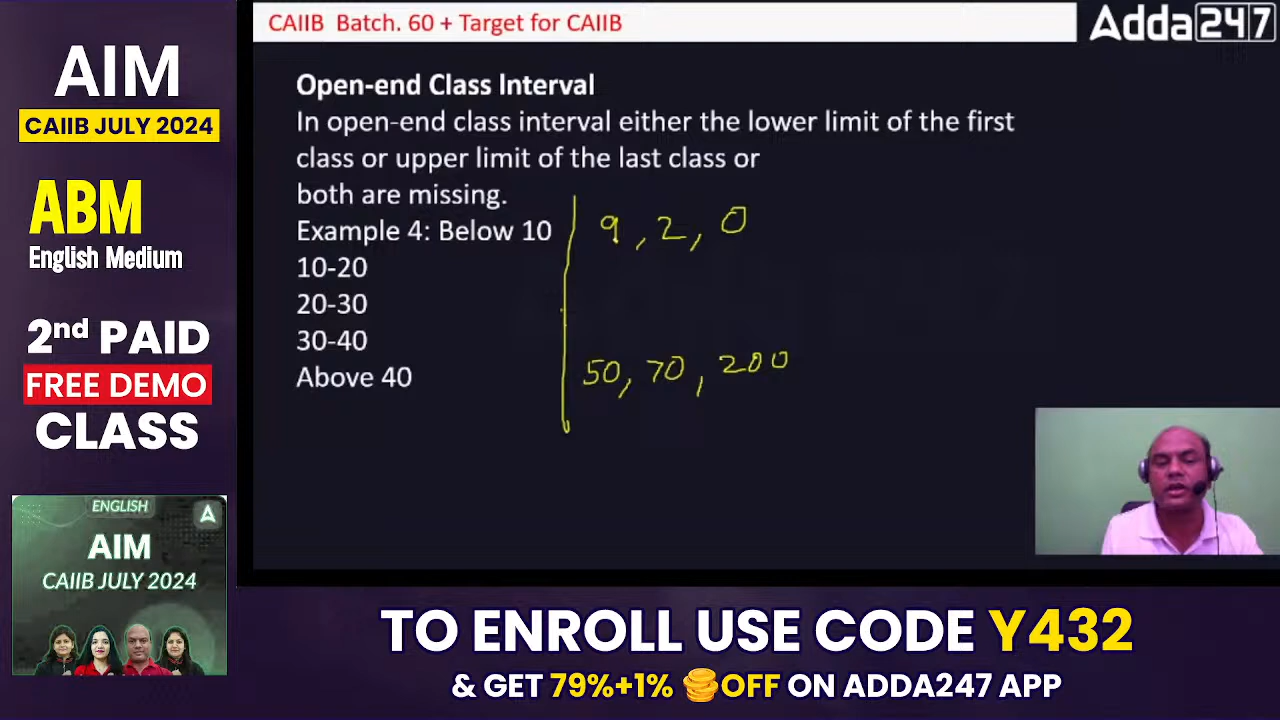 CAIIB Batch. 60 + Target for CAIIB
Adda247
AIM
CAIIB JULY 2024
ABM
English Medium
2nd PAID
FREE DEMO
CLASS
ENGLISH
A
AIM
CAIIB JULY 2024
Open-end Class Interval
In open-end class interval either the lower limit of the first
class or upper limit of the last class or
both are missing.
Example 4: Below 10
9, 2, 0
10-20
20-30
30-40
Above 40
50, 70, 200
TO ENROLL USE CODE Y432
& GET 79%+1% OFF ON ADDA247 APP